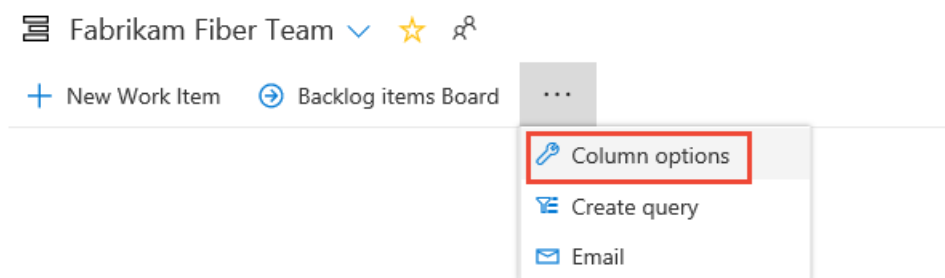 Fabrikam Fiber Team
New Work Item Backlog items Board ...
Column options
Create query
Email